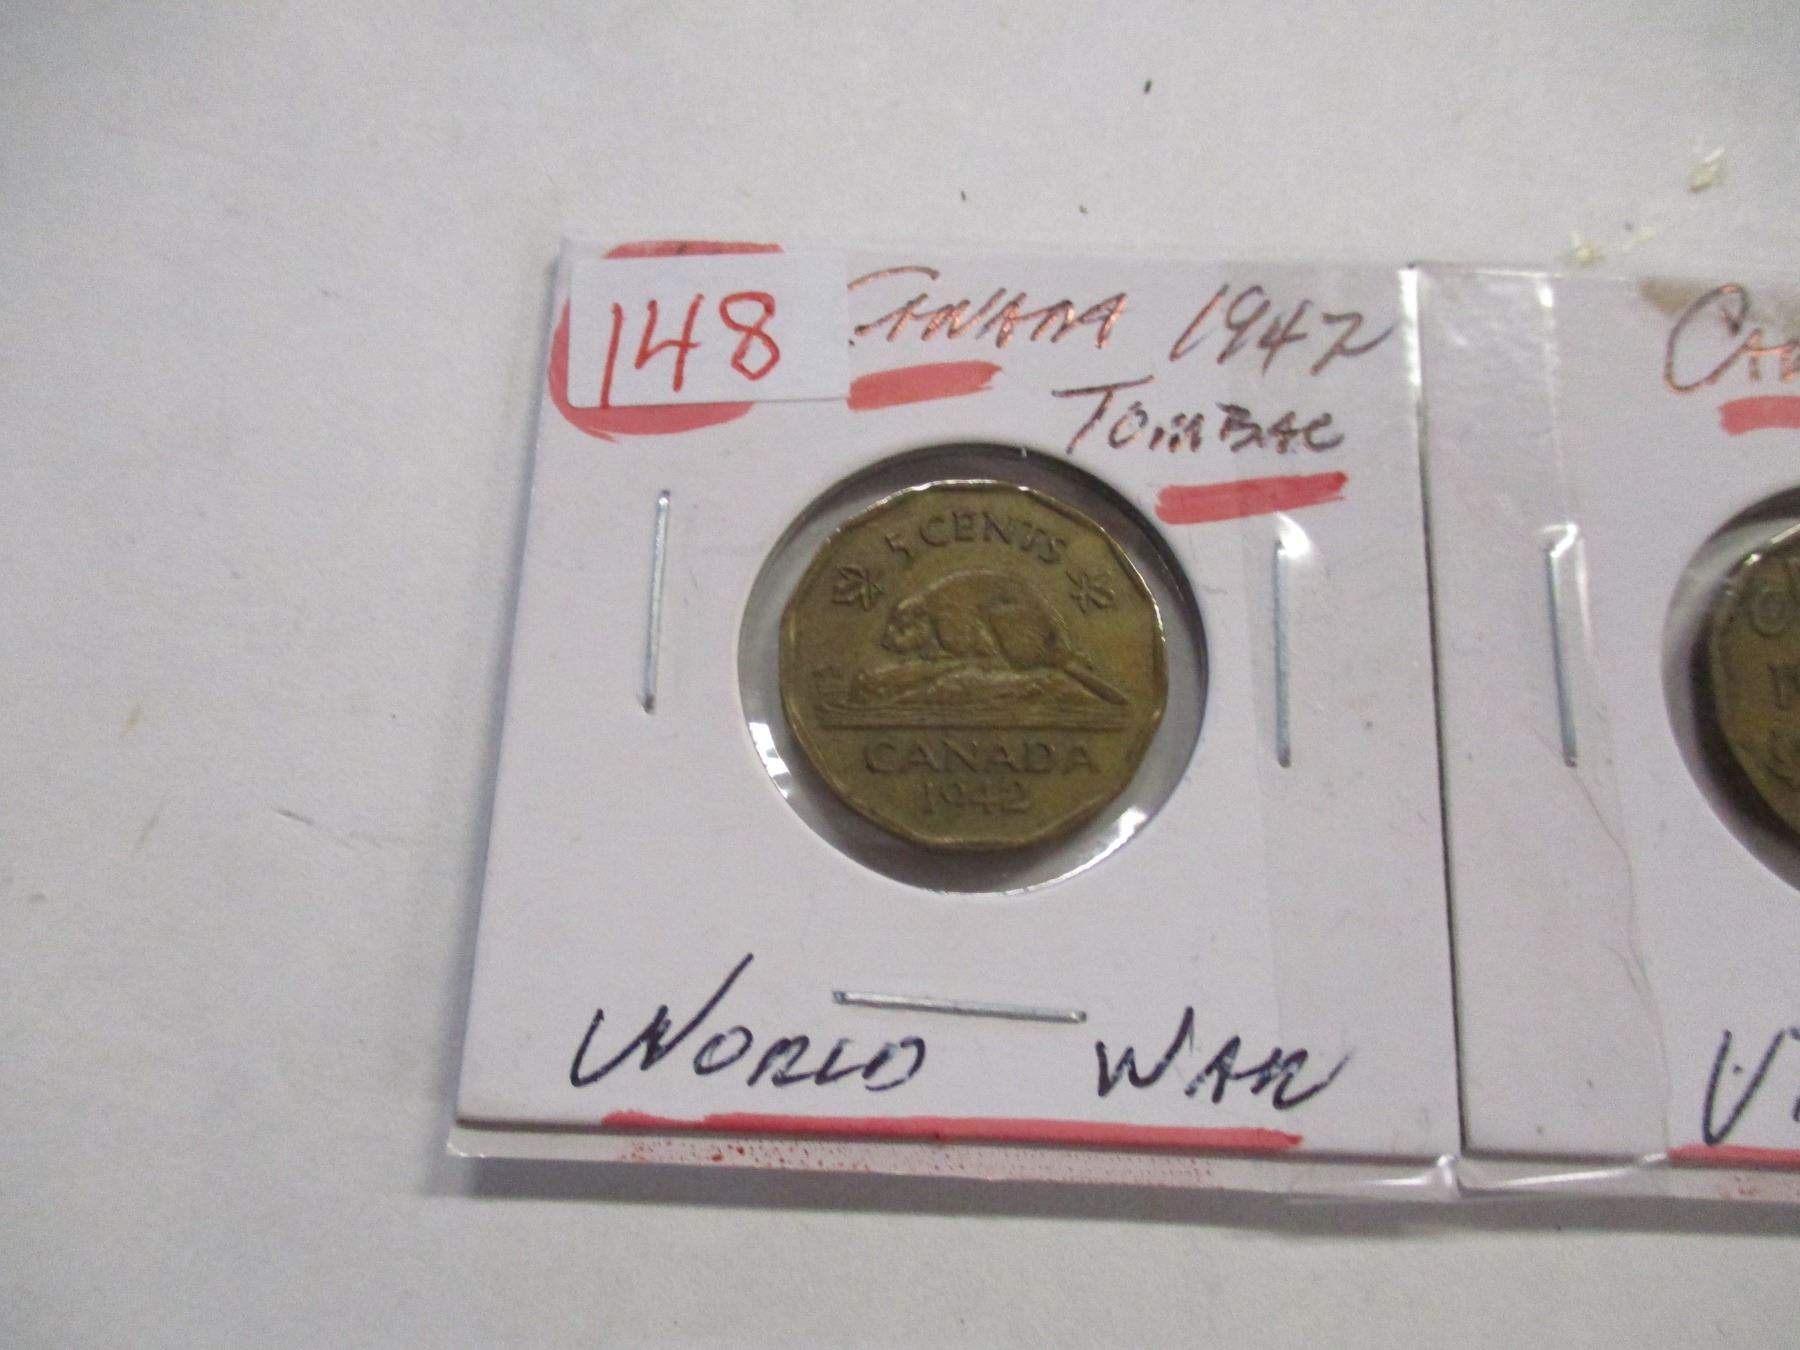 148
CANADA 1942
TOMBAC
5 CENTS
CANADA
1942
WORLD WAR